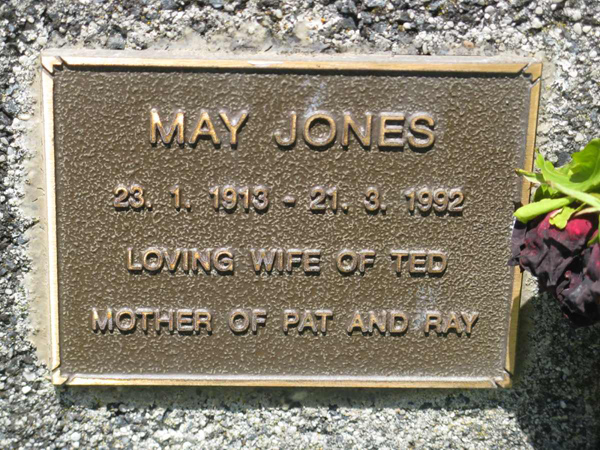 MAY JONES
23. 1. 1913 - 21. 3. 1992
LOVING WIFE OF TED
MOTHER OF PAT AND RAY